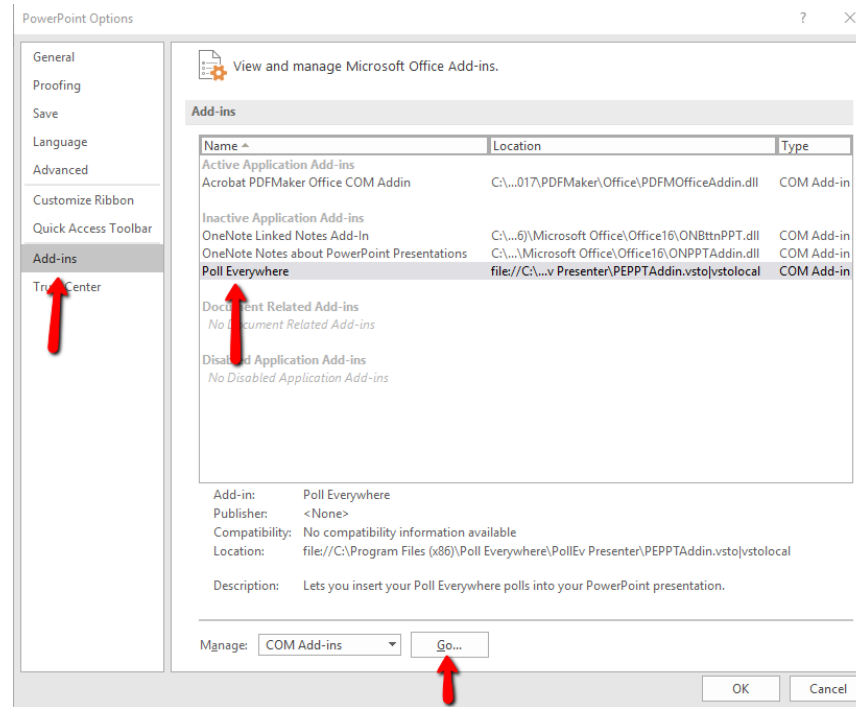 PowerPoint Options
?
General
Proofing
Save
Language
Advanced
Customize Ribbon
Quick Access Toolbar
Add-ins
Center
View and manage Microsoft Office Add-ins.
Add-ins
Name Location Type
Active Application Add-ins
Acrobat PDFMaker Office COM Addin C:\...017\PDFMaker\Office\PDFMOfficeAddin.dll COM Add-in
Inactive Application Add-ins
OneNote Linked Notes Add-In C:\...6)\Microsoft Office\Office16\ONBttnPPT.dll COM Add-in
OneNote Notes about PowerPoint Presentations C:\...\Microsoft Office\Office16\ONPPTAddin.dll COM Add-in
Poll Everywhere file://C:\...v Presenter\PEPPTAddin.vsto|vstolocal COM Add-in
Document Related Add-ins
No Document Related Add-ins
Disabled Application Add-ins
No Disabled Application Add-ins
Add-in: Poll Everywhere
Publisher: <None>
Compatibility: No compatibility information available
Location: file://C:\Program Files (x86)\Poll Everywhere\PollEv Presenter\PEPPTAddin.vsto|vstolocal
Description: Lets you insert your Poll Everywhere polls into your PowerPoint presentation.
Manage: COM Add-ins Go...
OK Cancel